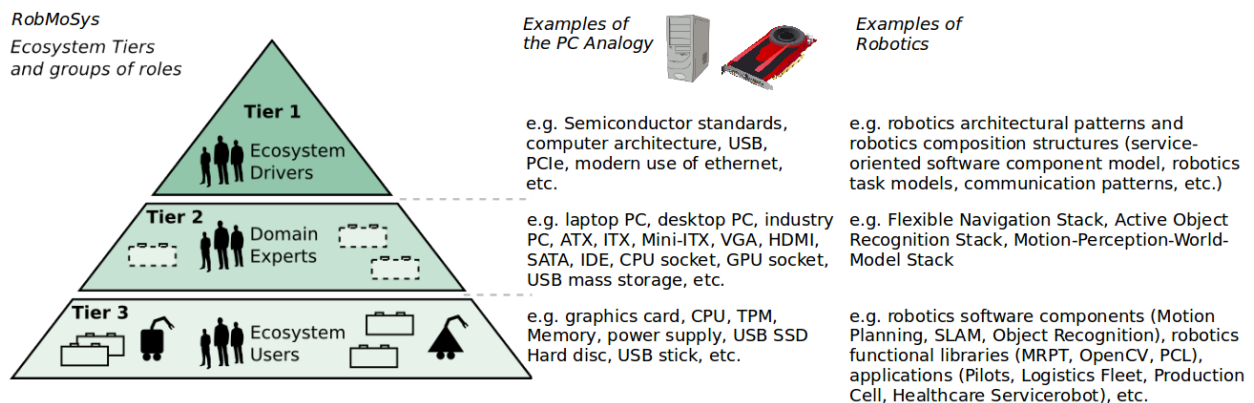 RobMoSys
Ecosystem Tiers
and groups of roles
Tier 1
Ecosystem
Drivers
Tier 2
Domain
Experts
Tier 3
Ecosystem
Users
Examples of
the PC Analogy
e.g. Semiconductor standards,
computer architecture, USB,
PCIe, modern use of ethernet,
etc.
e.g. laptop PC, desktop PC, industry
PC, ATX, ITX, Mini-ITX, VGA, HDMI,
SATA, IDE, CPU socket, GPU socket,
USB mass storage, etc.
e.g. graphics card, CPU, TPM,
Memory, power supply, USB SSD
Hard disc, USB stick, etc.
Examples of
Robotics
e.g. robotics architectural patterns and
robotics composition structures (service-
oriented software component model, robotics
task models, communication patterns, etc.)
e.g. Flexible Navigation Stack, Active Object
Recognition Stack, Motion-Perception-World-
Model Stack
e.g. robotics software components (Motion
Planning, SLAM, Object Recognition), robotics
functional libraries (MRPT, OpenCV, PCL),
applications (Pilots, Logistics Fleet, Production
Cell, Healthcare Servicerobot), etc.